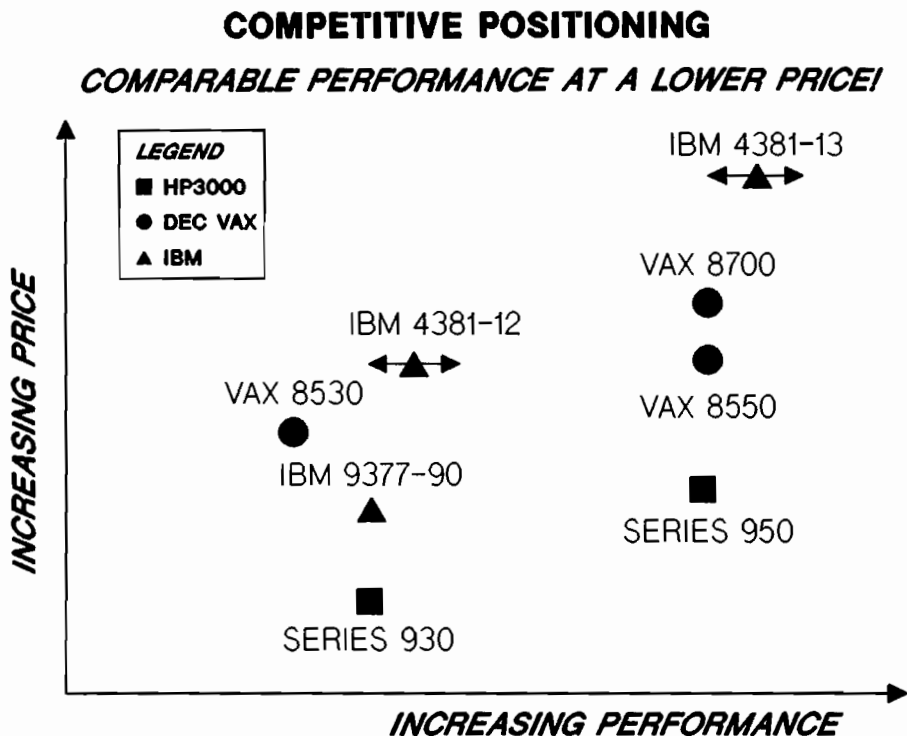 COMPETITIVE POSITIONING
COMPARABLE PERFORMANCE AT A LOWER PRICE!
LEGEND
HP3000
DEC VAX
IBM
IBM 4381-13
VAX 8700
IBM 4381-12
VAX 8530
VAX 8550
IBM 9377-90
SERIES 950
SERIES 930
INCREASING PRICE
INCREASING PERFORMANCE